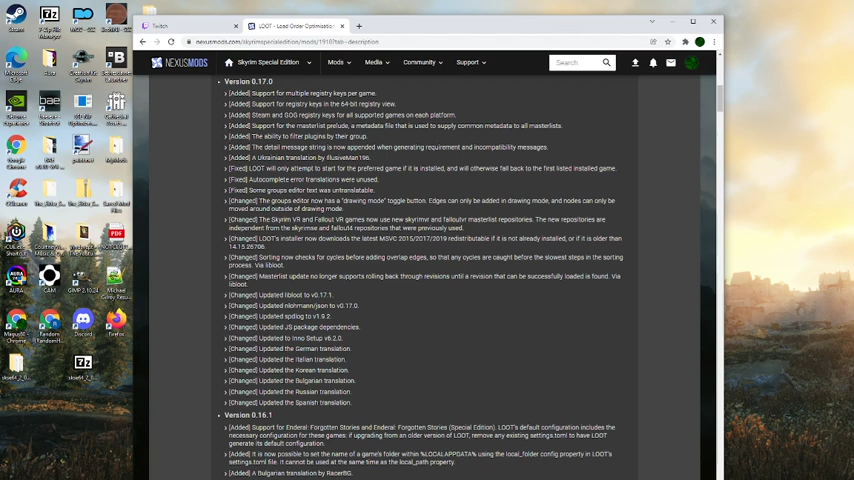 Twitch
LOOT - Load Order Optimisation
nexusmods.com/skyrimspecialedition/mods/1918?tab=description
NEXUSMODS
Skyrim Special Edition
Mods
Media
Community
Support
Search
Version 0.17.0
[Added] Support for multiple registry keys per game.
[Added] Support for registry keys in the 64-bit registry view.
[Added] Steam and GOG registry keys for all supported games on each platform.
[Added] Support for the masterlist prelude, a metadata file that is used to supply common metadata to all masterlists.
[Added] The ability to filter plugins by their group.
[Added] The detail message string is now appended when generating requirement and incompatibility messages.
[Added] A Ukrainian translation by IllusiveMan196.
[Fixed] LOOT will only attempt to start for the preferred game if it is installed, and will otherwise fall back to the first listed installed game.
[Fixed] Autocomplete error translations were unused.
[Fixed] Some groups editor text was untranslatable.
[Changed] The groups editor now has a "drawing mode" toggle button. Edges can only be added in drawing mode, and nodes can only be
moved around outside of drawing mode.
[Changed] The Skyrim VR and Fallout VR games now use new skyrimvr and fallout4vr masterlist repositories. The new repositories are
independent from the skyrimse and fallout4 repositories that were previously used.
[Changed] LOOT's installer now downloads the latest MSVC 2015/2017/2019 redistributable if it is not already installed, or if it is older than
14.15.26706.
[Changed] Sorting now checks for cycles before adding overlap edges, so that any cycles are caught before the slowest steps in the sorting
process. Via libloot.
[Changed] Masterlist update no longer supports rolling back through revisions until a revision that can be successfully loaded is found. Via
libloot.
[Changed] Updated libloot to v0.17.1.
[Changed] Updated nlohmann/json to v0.17.0.
[Changed] Updated spdlog to v1.9.2.
[Changed] Updated JS package dependencies.
[Changed] Updated to Inno Setup v6.2.0.
[Changed] Updated the German translation.
[Changed] Updated the Italian translation.
[Changed] Updated the Korean translation.
[Changed] Updated the Bulgarian translation.
[Changed] Updated the Russian translation.
[Changed] Updated the Spanish translation.
Version 0.16.1
[Added] Support for Enderal: Forgotten Stories and Enderal: Forgotten Stories (Special Edition). LOOT's default configuration includes the
necessary configuration for these games: if upgrading from an older version of LOOT, remove any existing settings.toml to have LOOT
generate its default configuration.
[Added] It is now possible to set the name of a game's folder within %LOCALAPPDATA% using the local_folder config property in LOOT's
settings.toml file. It cannot be used at the same time as the local_path property.
[Added] A Bulgarian translation by RacerBG.
Steam
7-Zip File
Manager
Microsoft
Edge
Creation Kit
GeForce
Experience
Google
Chrome
CCleaner
PDF
AURA
CAM
GIMP 2.10.24
Discord
Firefox